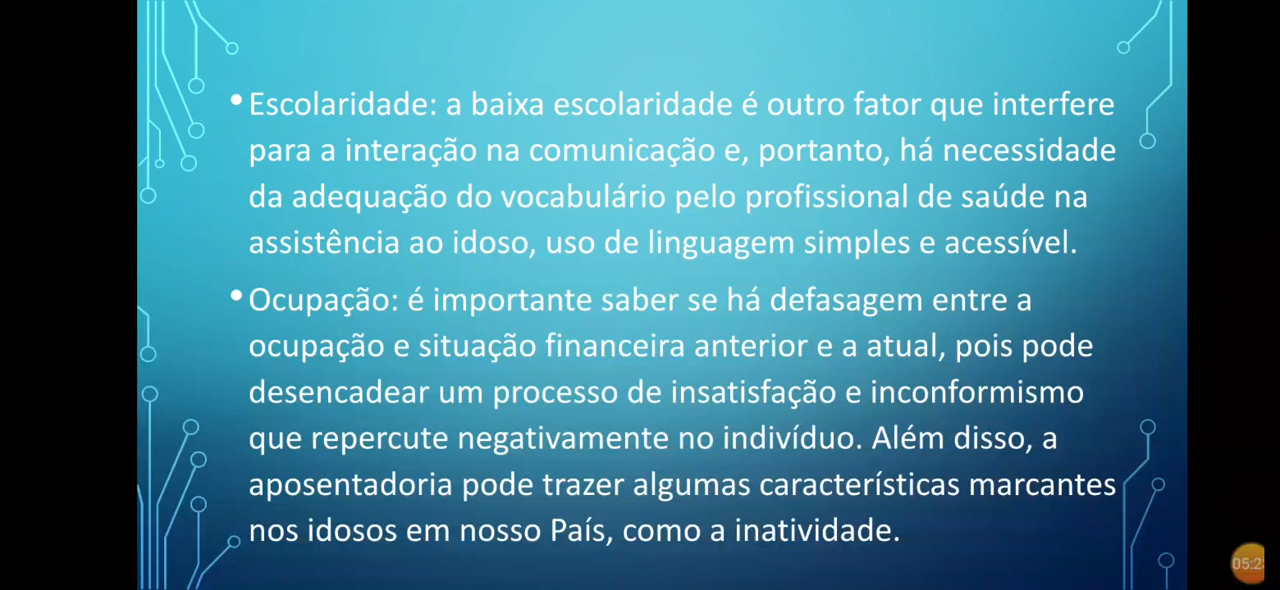 • Escolaridade: a baixa escolaridade é outro fator que interfere
para a interação na comunicação e, portanto, há necessidade
da adequação do vocabulário pelo profissional de saúde na
assistência ao idoso, uso de linguagem simples e acessível.
• Ocupação: é importante saber se há defasagem entre a
ocupação e situação financeira anterior e a atual, pois pode
desencadear um processo de insatisfação e inconformismo
que repercute negativamente no indivíduo. Além disso, a
aposentadoria pode trazer algumas características marcantes
nos idosos em nosso País, como a inatividade.